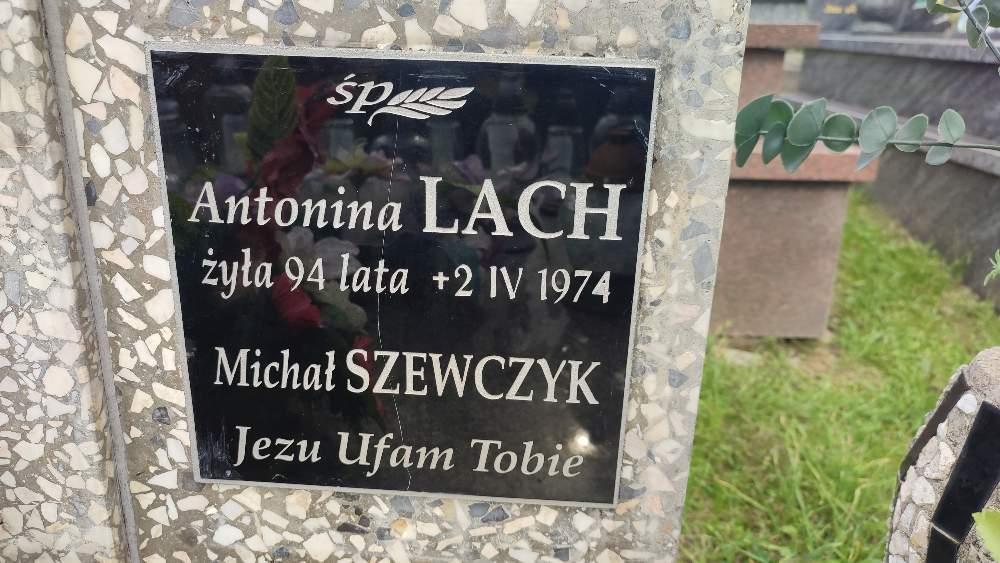 śp
Antonina LACH
żyła 94 lata +2 IV 1974
Michał SZEWCZYK
Jezu Ufam Tobie